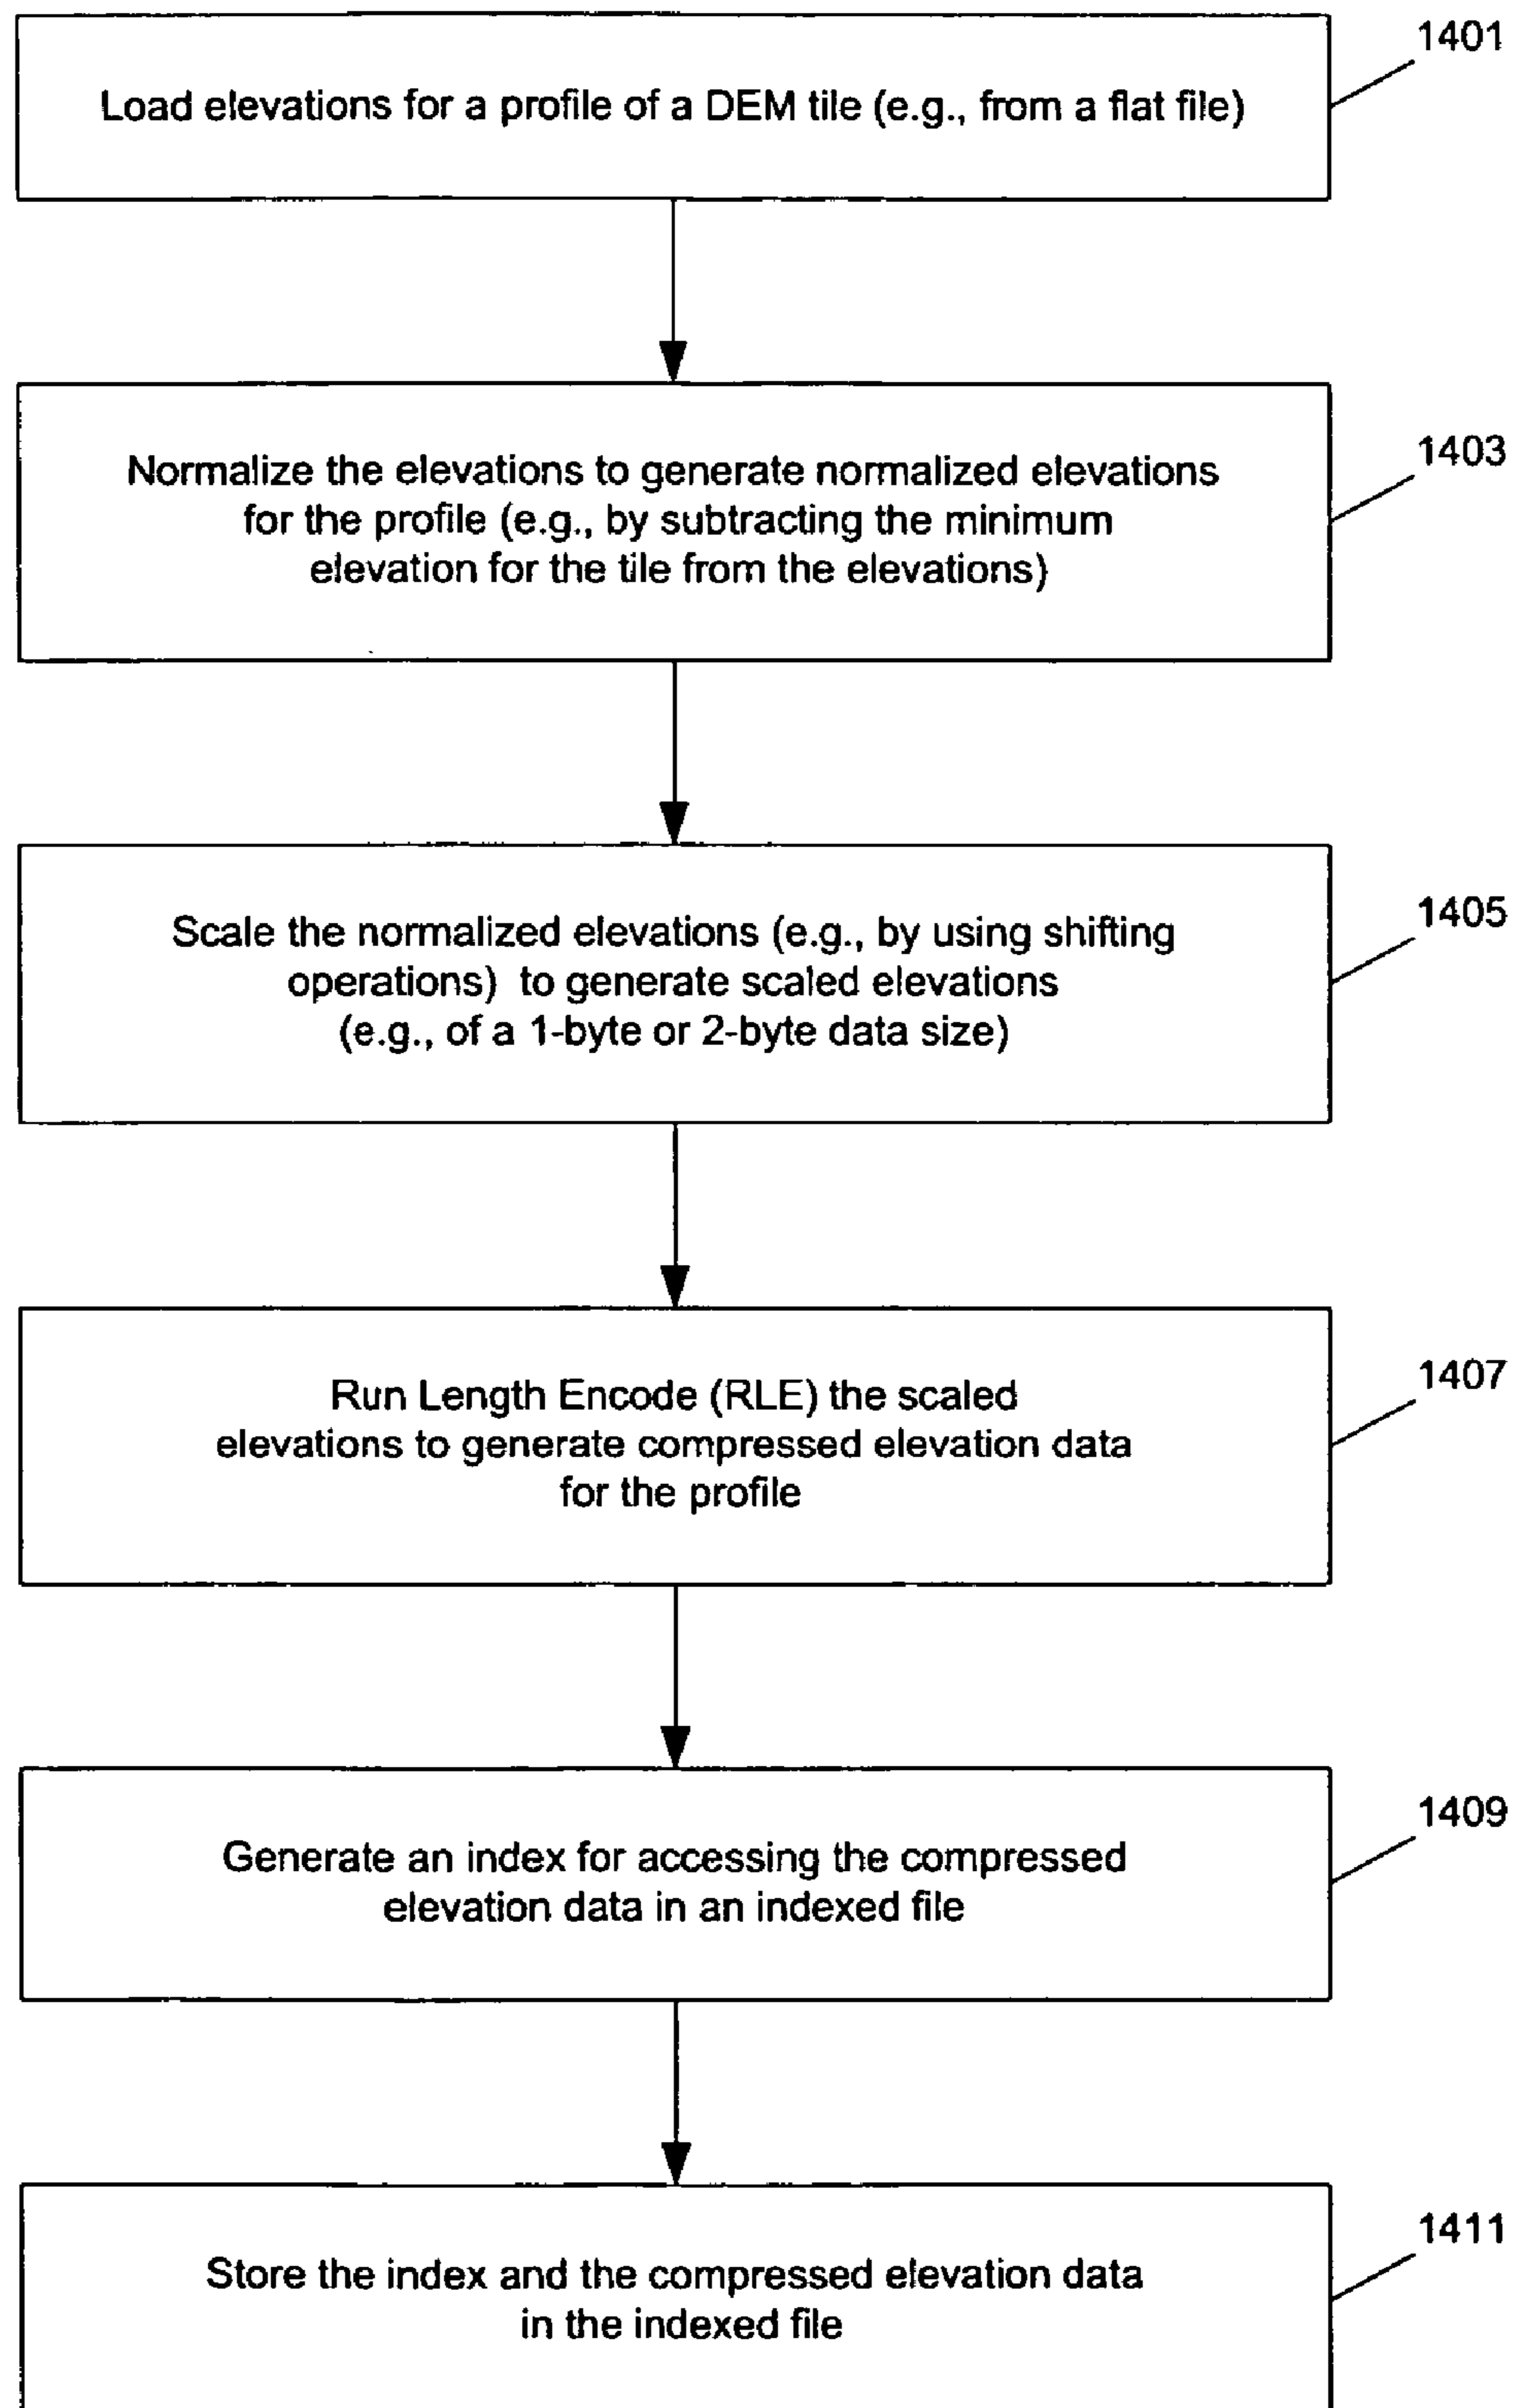 1401
Load elevations for a profile of a DEM tile (e.g., from a flat file)
1403
Normalize the elevations to generate normalized elevations
for the profile (e.g., by subtracting the minimum
elevation for the tile from the elevations)
1405
Scale the normalized elevations (e.g., by using shifting
operations) to generate scaled elevations
(e.g., of a 1-byte or 2-byte data size)
1407
Run Length Encode (RLE) the scaled
elevations to generate compressed elevation data
for the profile
1409
Generate an index for accessing the compressed
elevation data in an indexed file
1411
Store the index and the compressed elevation data
in the indexed file